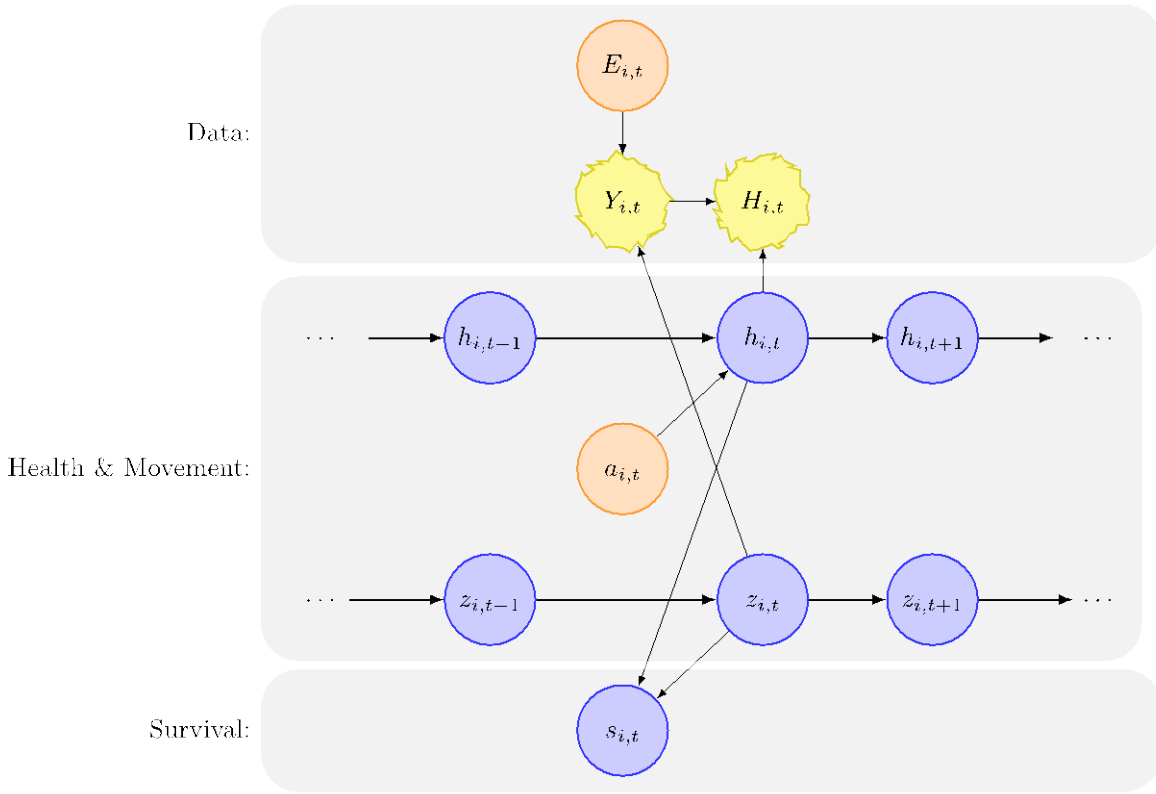 E_{i,t}
Data:
Y_{i,t} H_{i,t}
··· h_{i,t−1} h_{i,t} h_{i,t+1} ···
Health & Movement: a_{i,t}
··· z_{i,t−1} z_{i,t} z_{i,t+1} ···
Survival: s_{i,t}